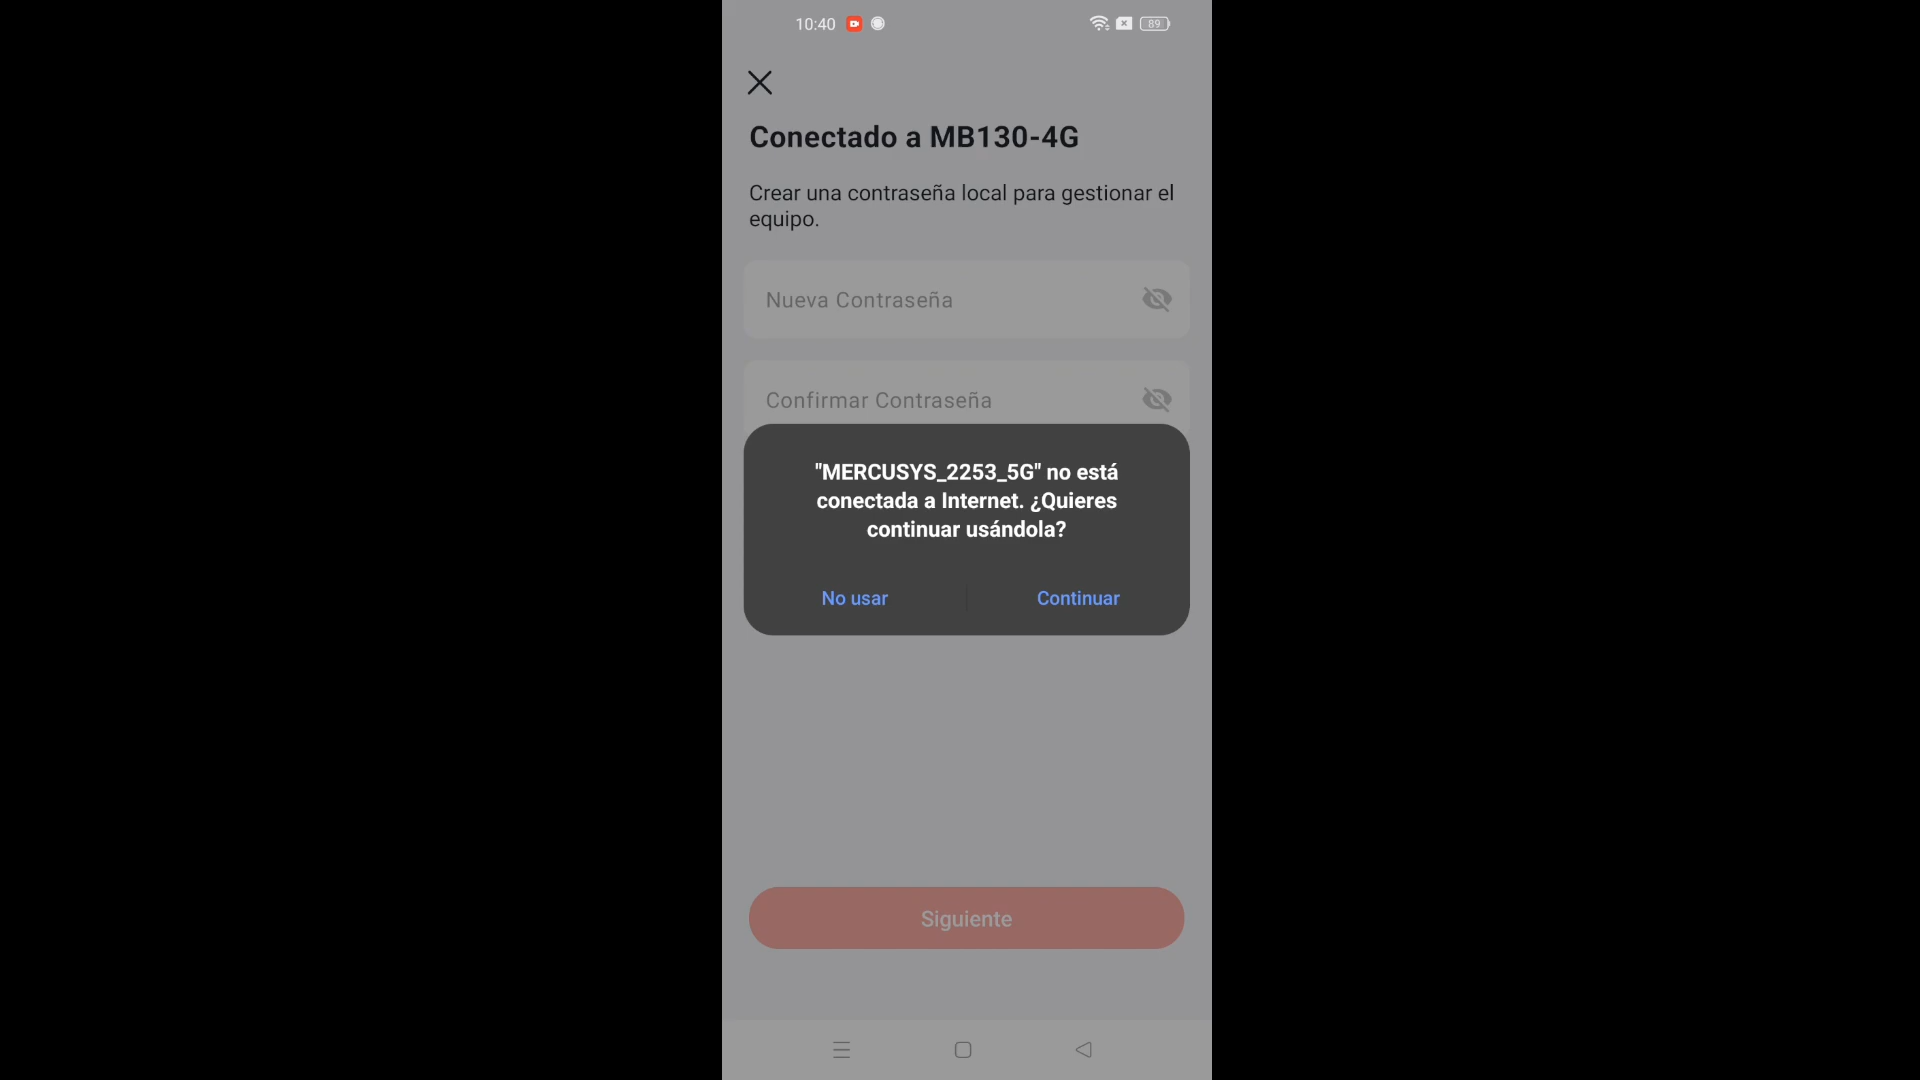 10:40
89
Conectado a MB130-4G
Crear una contraseña local para gestionar el
equipo.
Nueva Contraseña
Confirmar Contraseña
"MERCUSYS_2253_5G" no está
conectada a Internet. ¿Quieres
continuar usándola?
No usar
Continuar
Siguiente